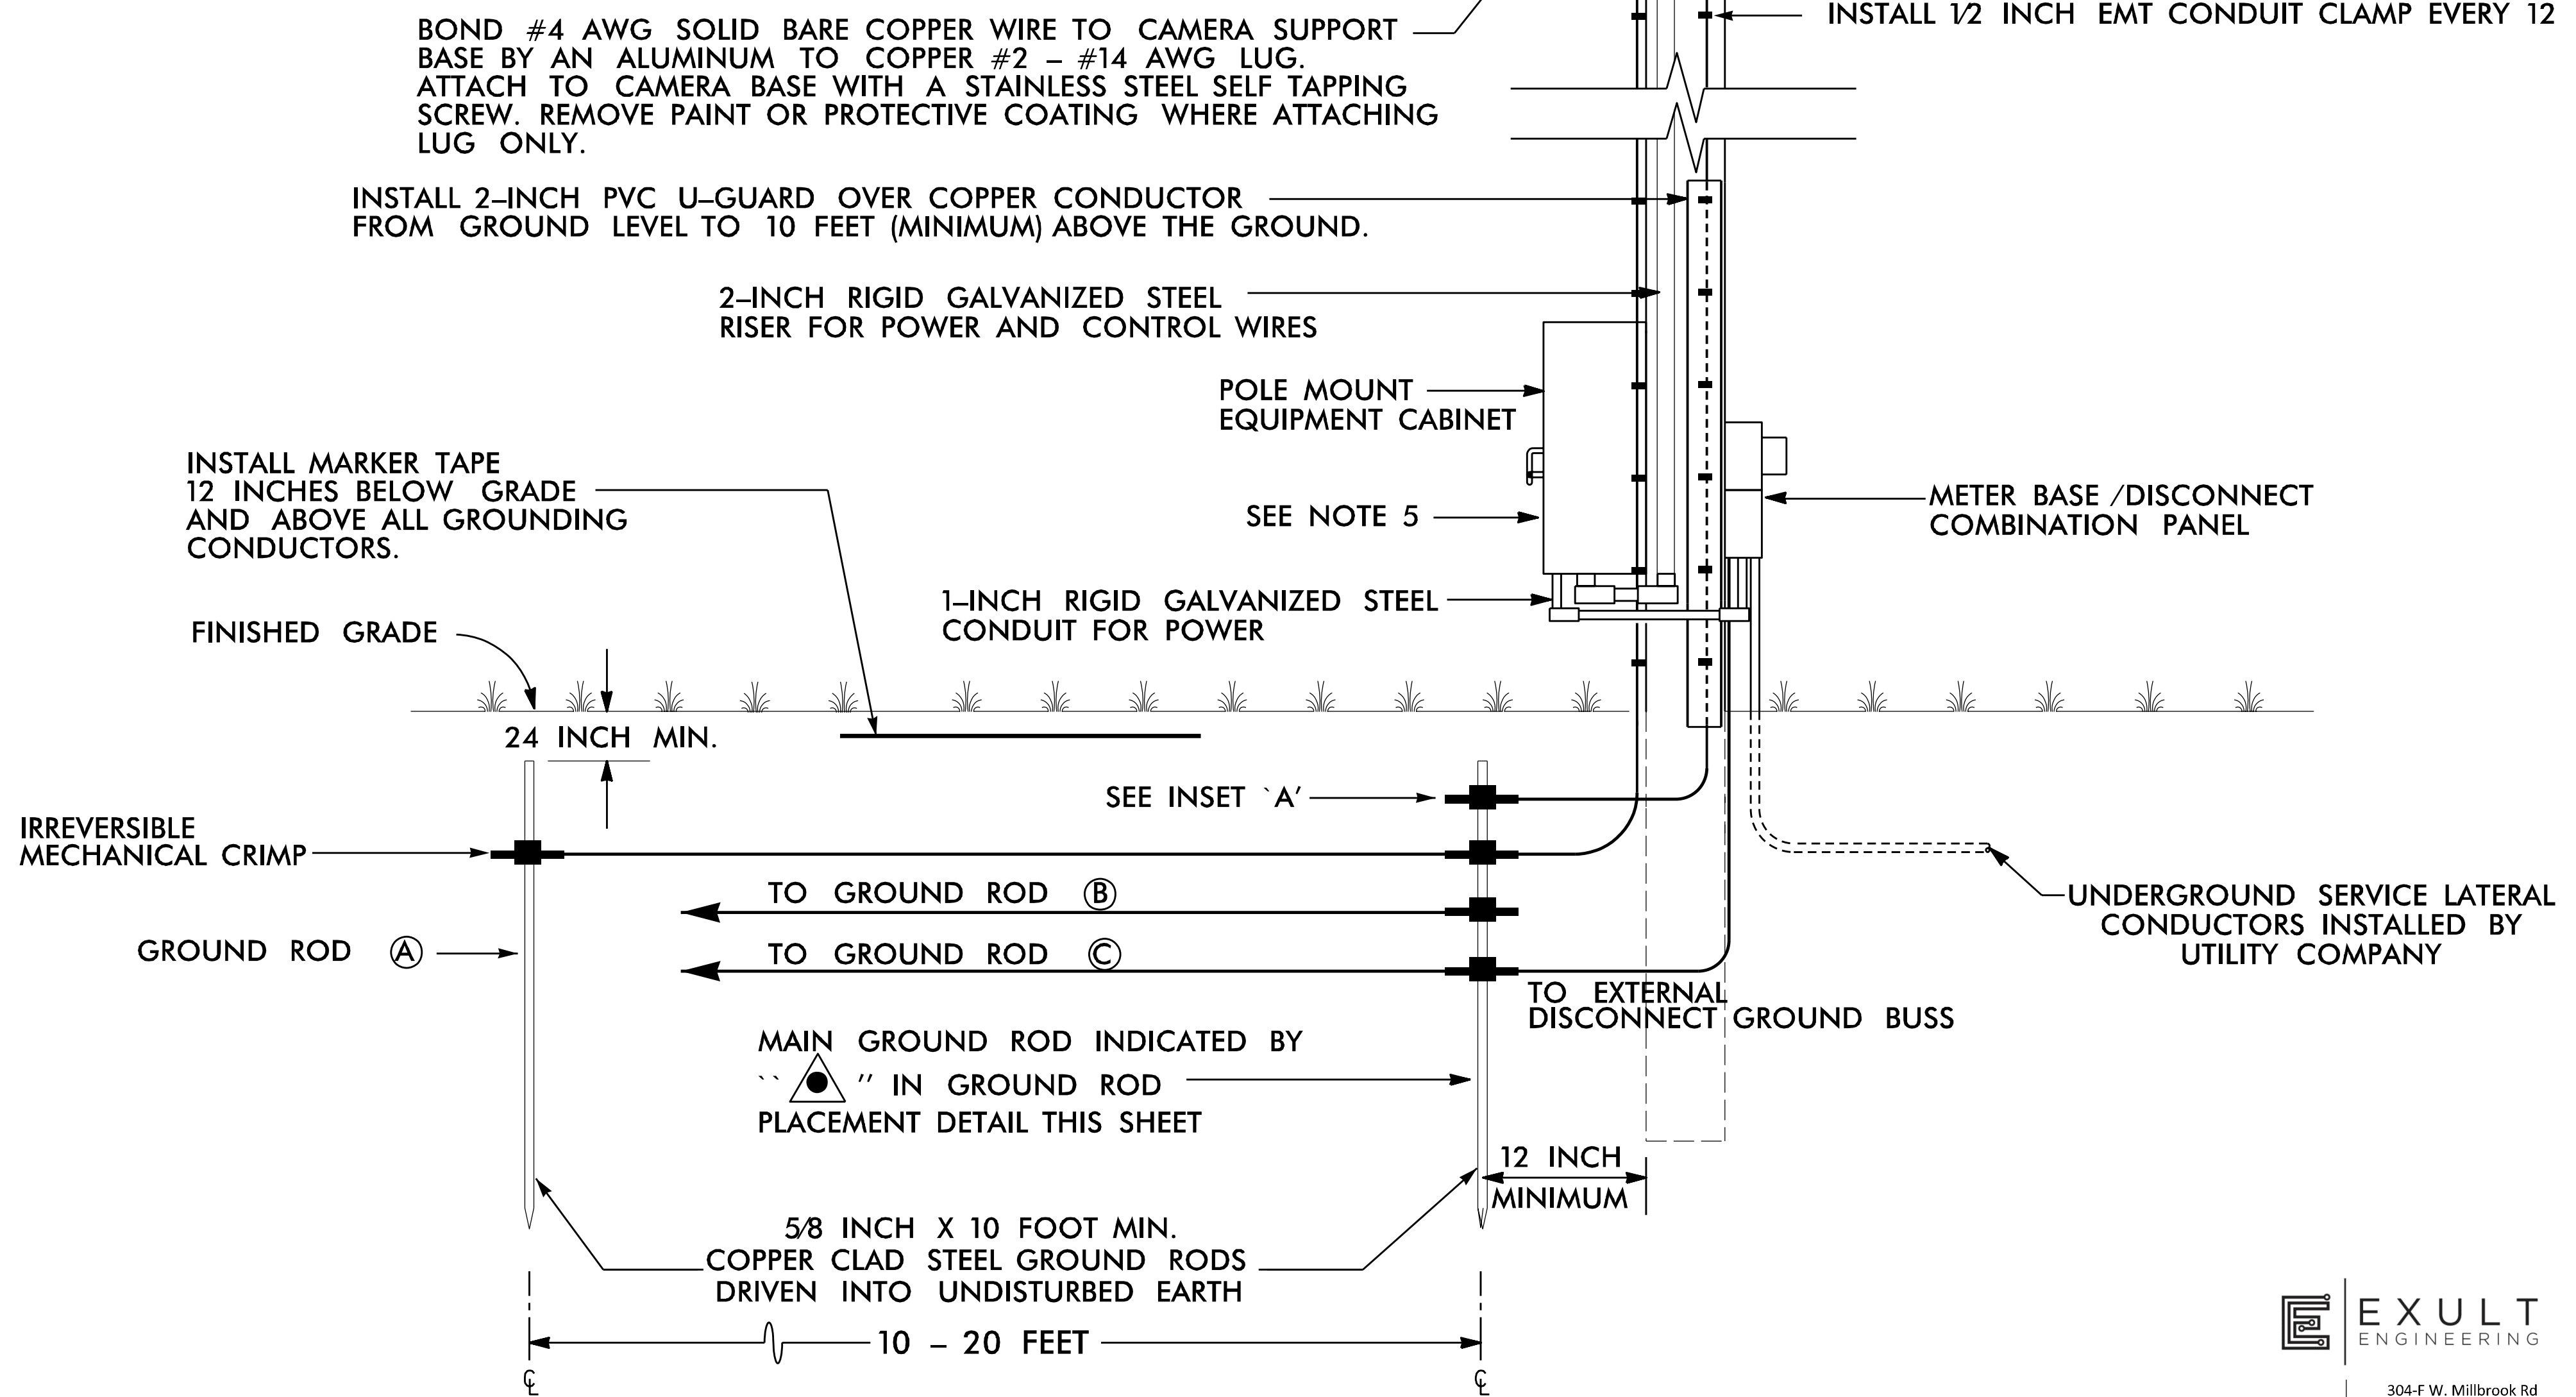 BOND #4 AWG SOLID BARE COPPER WIRE TO CAMERA SUPPORT
BASE BY AN ALUMINUM TO COPPER #2 – #14 AWG LUG.
ATTACH TO CAMERA BASE WITH A STAINLESS STEEL SELF TAPPING
SCREW. REMOVE PAINT OR PROTECTIVE COATING WHERE ATTACHING
LUG ONLY.
INSTALL 1/2 INCH EMT CONDUIT CLAMP EVERY 12
INSTALL 2–INCH PVC U–GUARD OVER COPPER CONDUCTOR
FROM GROUND LEVEL TO 10 FEET (MINIMUM) ABOVE THE GROUND.
2–INCH RIGID GALVANIZED STEEL
RISER FOR POWER AND CONTROL WIRES
POLE MOUNT
EQUIPMENT CABINET
INSTALL MARKER TAPE
12 INCHES BELOW GRADE
AND ABOVE ALL GROUNDING
CONDUCTORS.
SEE NOTE 5
METER BASE /DISCONNECT
COMBINATION PANEL
1–INCH RIGID GALVANIZED STEEL
CONDUIT FOR POWER
FINISHED GRADE
24 INCH MIN.
SEE INSET `A'
IRREVERSIBLE
MECHANICAL CRIMP
TO GROUND ROD B
UNDERGROUND SERVICE LATERAL
CONDUCTORS INSTALLED BY
UTILITY COMPANY
GROUND ROD A
TO GROUND ROD C
TO EXTERNAL
DISCONNECT GROUND BUSS
MAIN GROUND ROD INDICATED BY
`` '' IN GROUND ROD
PLACEMENT DETAIL THIS SHEET
12 INCH
MINIMUM
5/8 INCH X 10 FOOT MIN.
COPPER CLAD STEEL GROUND RODS
DRIVEN INTO UNDISTURBED EARTH
10 – 20 FEET
CL
CL
EXULT
ENGINEERING
304-F W. Millbrook Rd